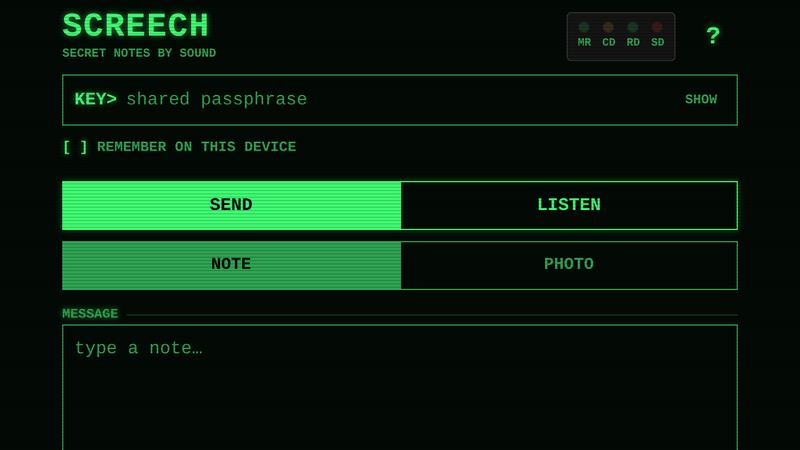 SCREECH
SECRET NOTES BY SOUND
MR CD RD SD
?
KEY> shared passphrase
SHOW
[ ] REMEMBER ON THIS DEVICE
SEND
LISTEN
NOTE
PHOTO
MESSAGE
type a note…